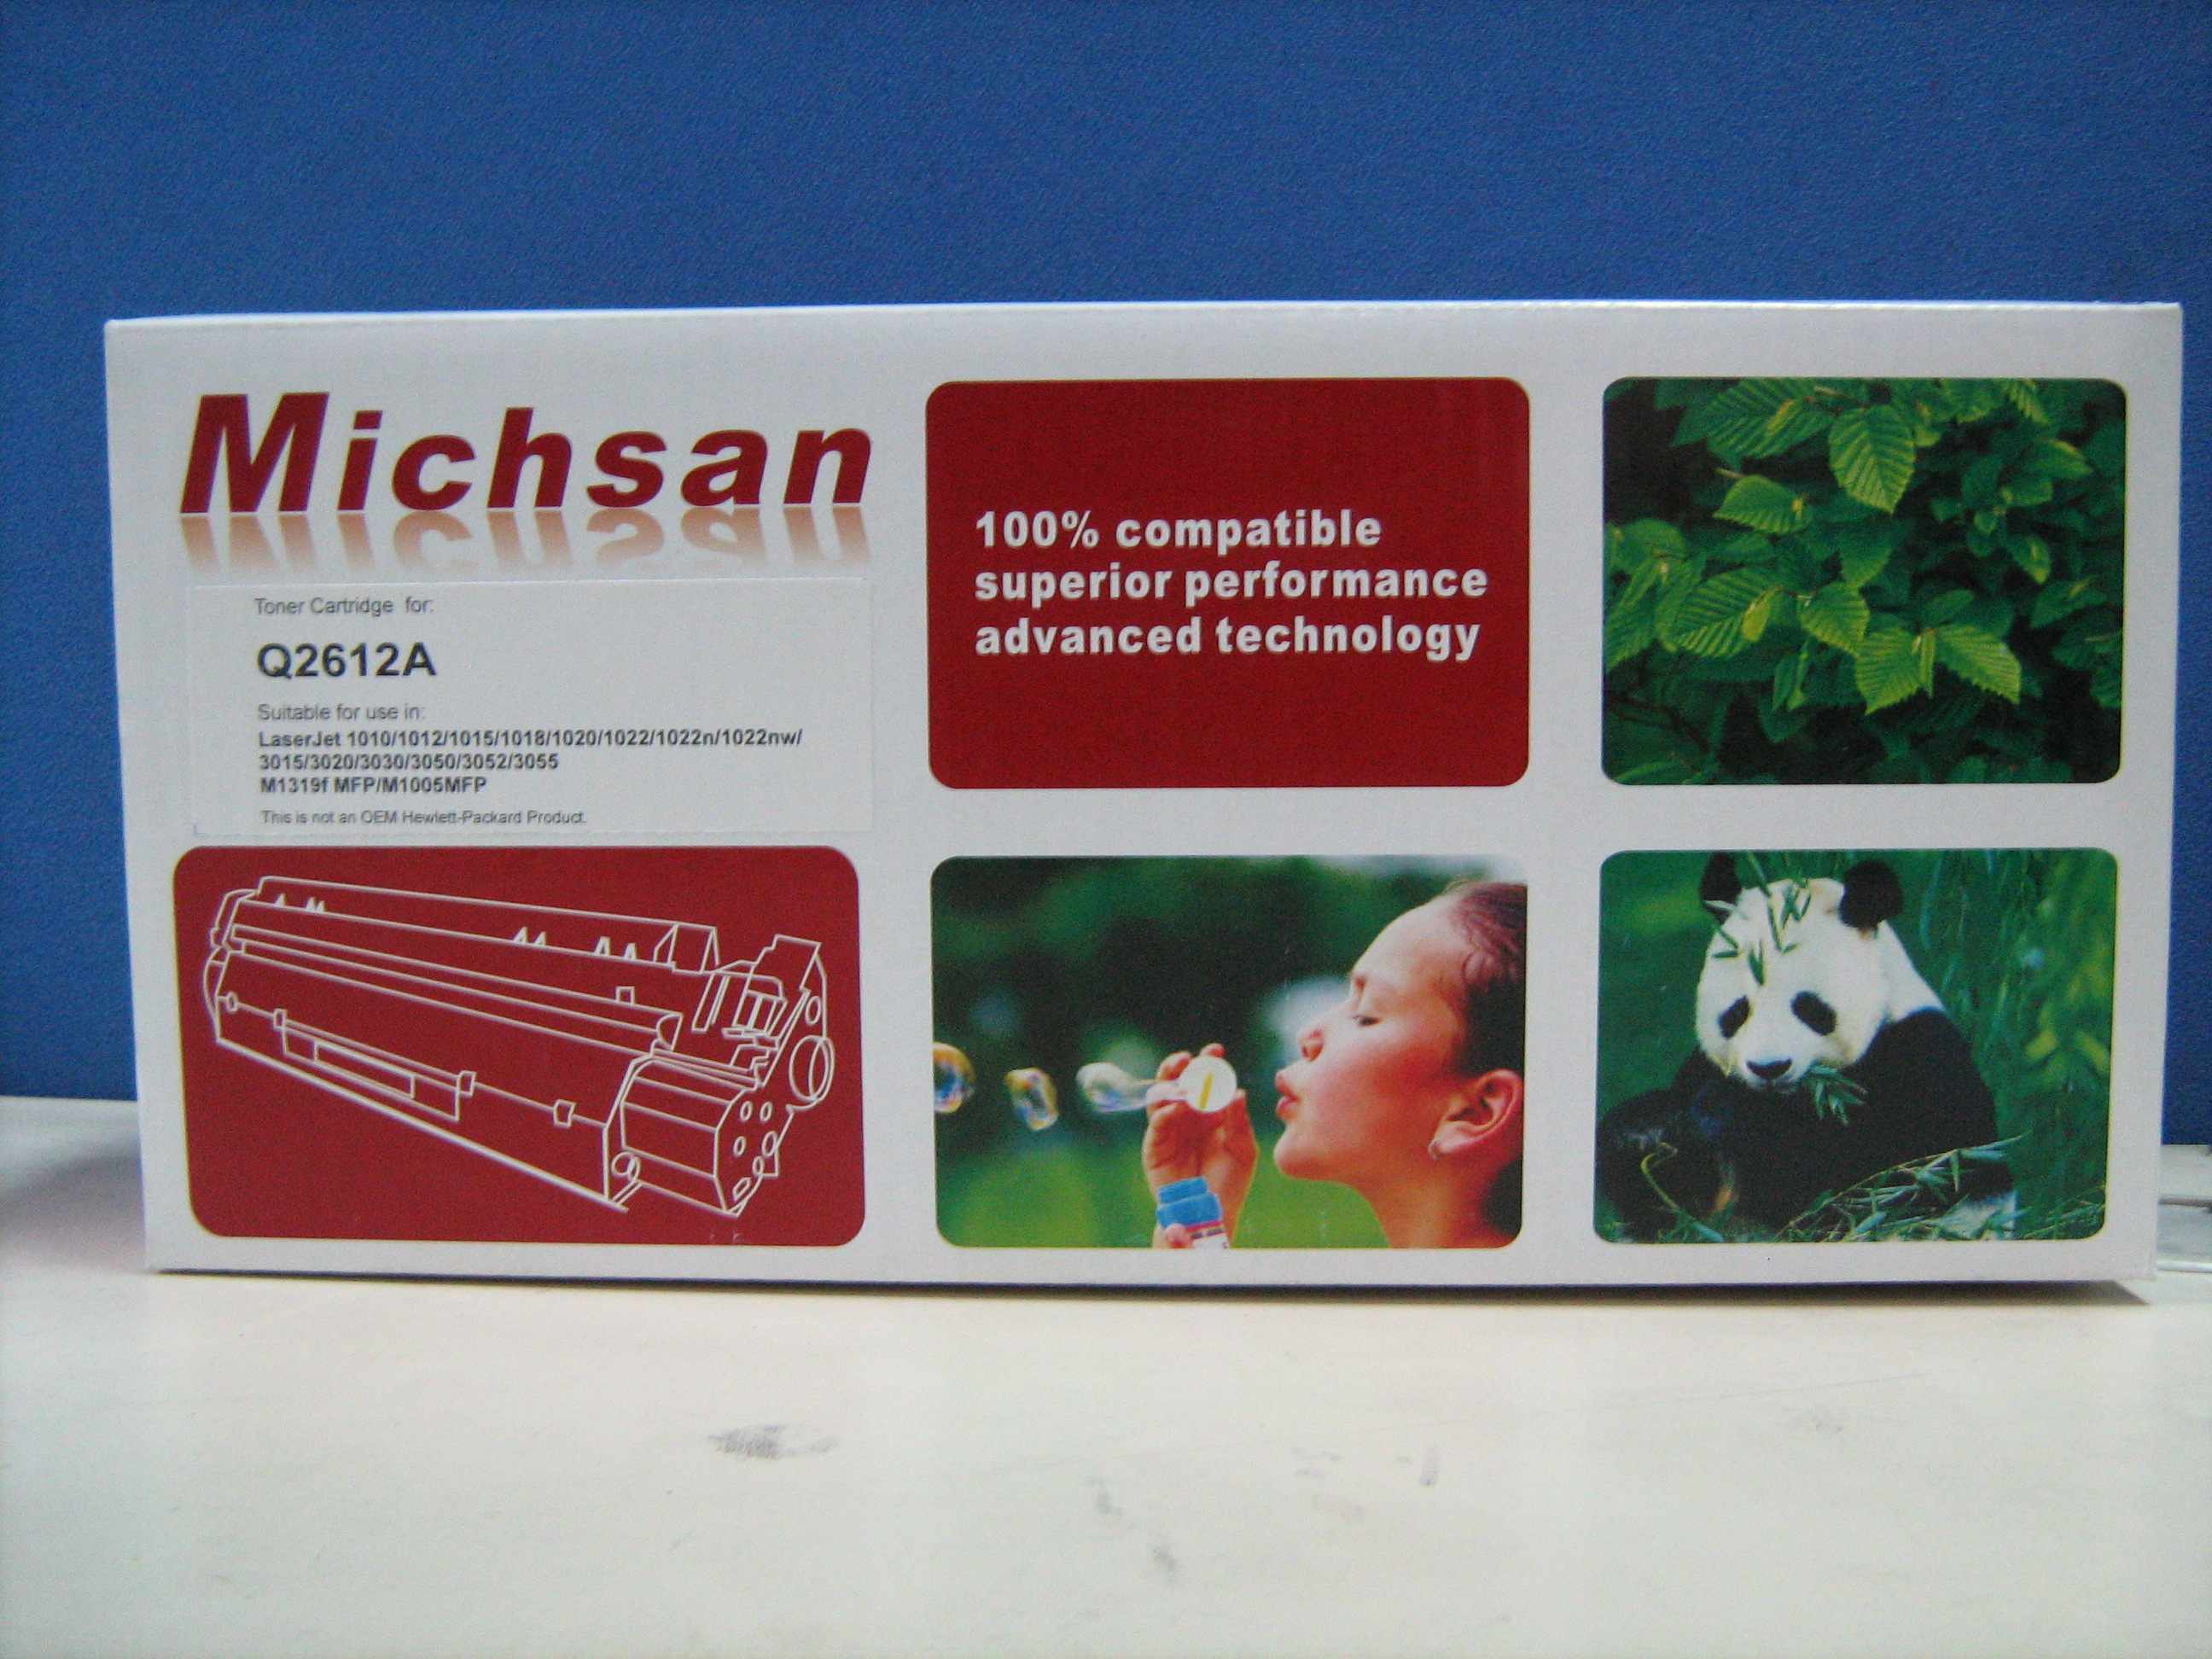 Michsan
Toner Cartridge for:
Q2612A
Suitable for use in:
LaserJet 1010/1012/1015/1018/1020/1022/1022n/1022nw/
3015/3020/3030/3050/3052/3055
M1319f MFP/M1005MFP
This is not an OEM Hewlett-Packard Product.
100% compatible
superior performance
advanced technology